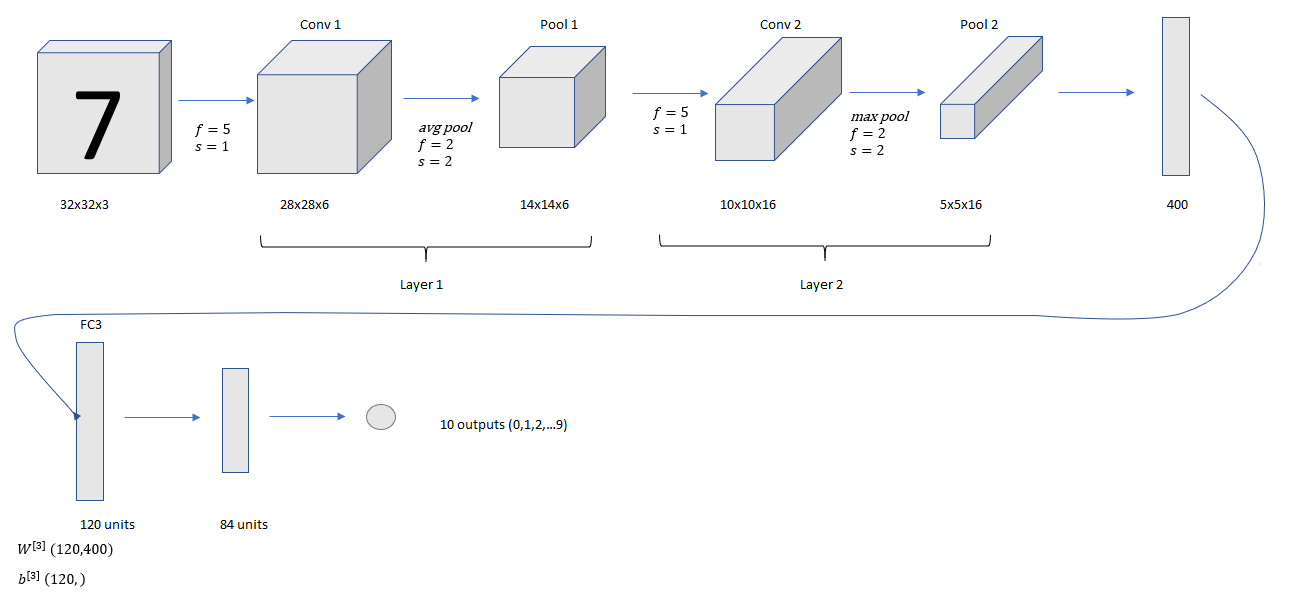 Conv 1
Pool 1
Conv 2
Pool 2
7
f = 5
s = 1
avg pool
f = 2
s = 2
f = 5
s = 1
max pool
f = 2
s = 2
32x32x3
28x28x6
14x14x6
10x10x16
5x5x16
400
Layer 1
Layer 2
FC3
10 outputs (0,1,2,...9)
120 units
84 units
W^[3] (120,400)
b^[3] (120, )